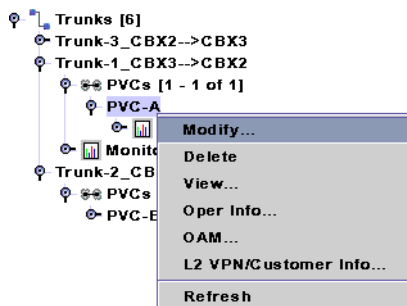 Trunks [6]
Trunk-3_CBX2-->CBX3
Trunk-1_CBX3-->CBX2
PVCs [1 - 1 of 1]
PVC-A
Modify...
Delete
View...
Oper Info...
OAM...
L2 VPN/Customer Info...
Refresh
Trunk-2_CB
PVCs